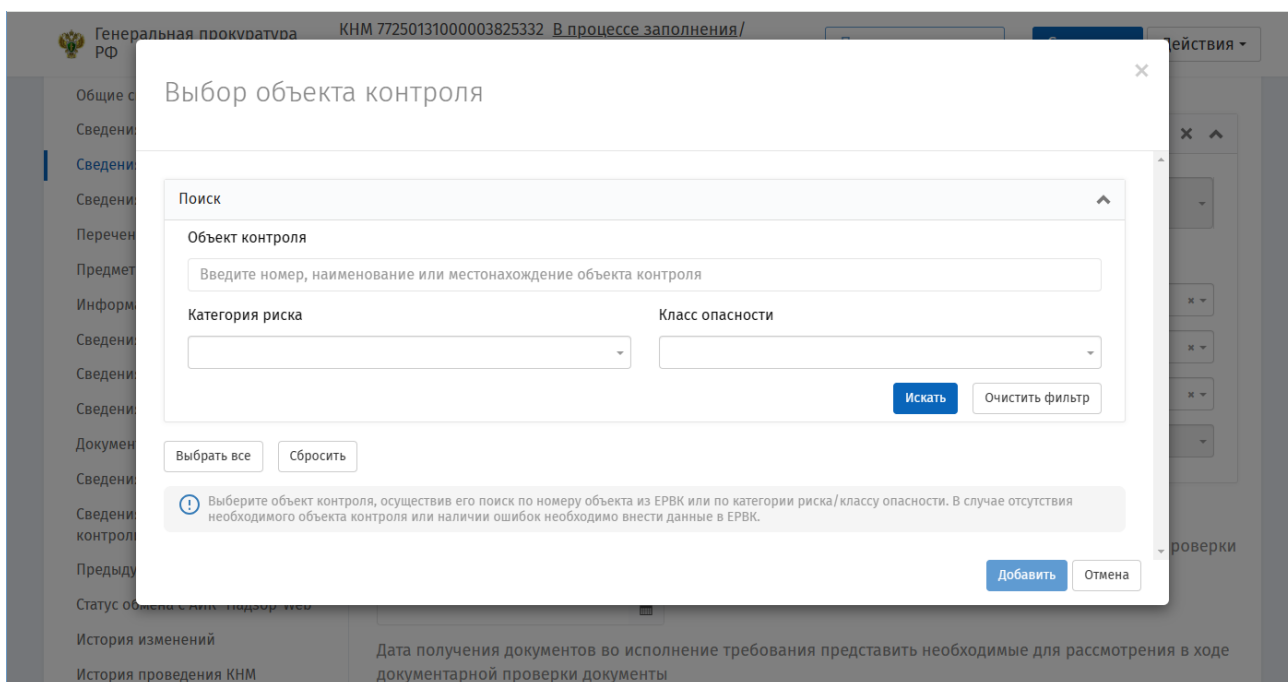 Генеральная прокуратура
РФ
КНМ 77250131000003825332 В процессе заполнения/
Действия
Общие с
Сведени
Сведени
Сведени
Перечен
Предмет
Информ
Сведени
Сведени
Сведени
Докумен
Сведени
Сведени
контрол
Предыду
История изменений
История проведения КНМ
Выбор объекта контроля
×
Поиск
Объект контроля
Введите номер, наименование или местонахождение объекта контроля
Категория риска
Класс опасности
Искать
Очистить фильтр
Выбрать все
Сбросить
Выберите объект контроля, осуществив его поиск по номеру объекта из ЕРВК или по категории риска/классу опасности. В случае отсутствия
необходимого объекта контроля или наличии ошибок необходимо внести данные в ЕРВК.
Добавить
Отмена
роверки
Дата получения документов во исполнение требования представить необходимые для рассмотрения в ходе
документарной проверки документы